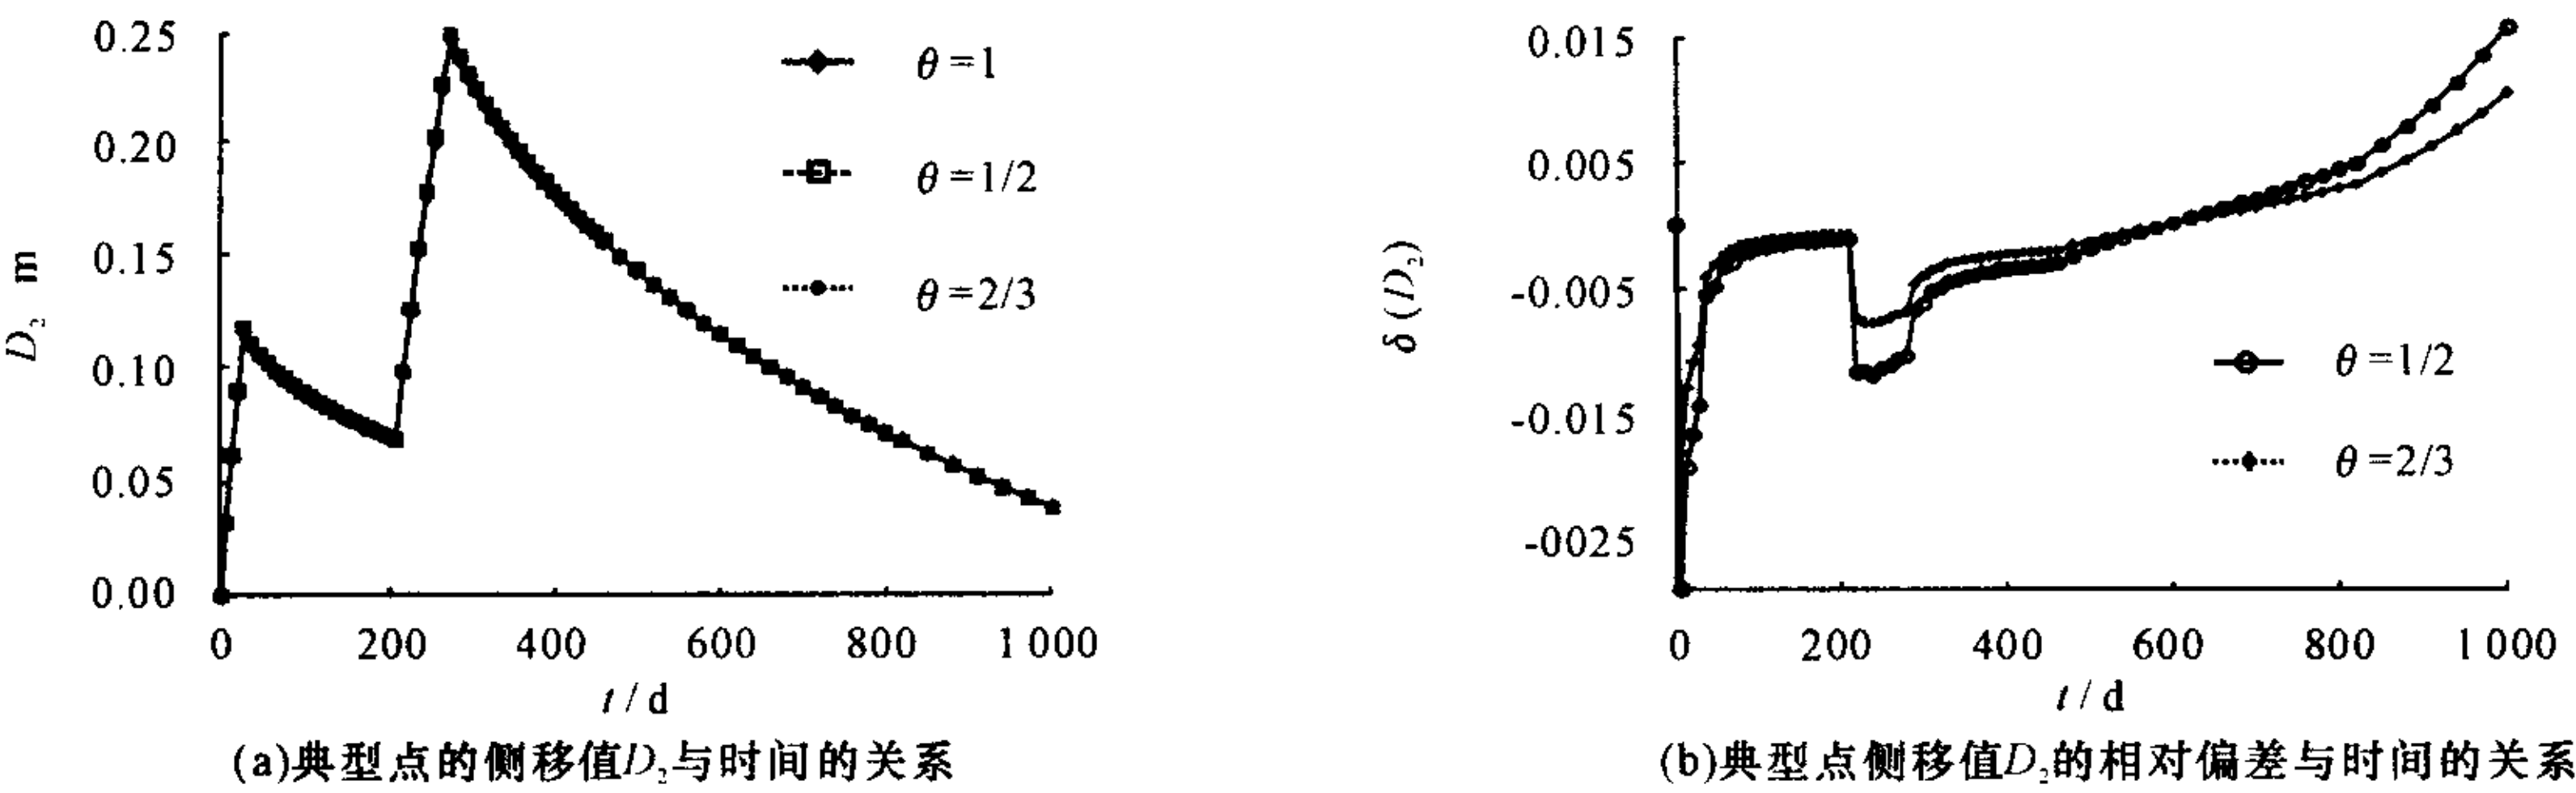 0.25
0.20
0.15
0.10
0.05
0.00
D₂ m
θ=1
θ=1/2
θ=2/3
0 200 400 600 800 1 000
t / d
(a)典型点的侧移值D₂与时间的关系
0.015
0.005
-0.005
-0.015
-0025
δ (D₂)
θ=1/2
θ=2/3
0 200 400 600 800 1 000
t / d
(b)典型点侧移值D₂的相对偏差与时间的关系